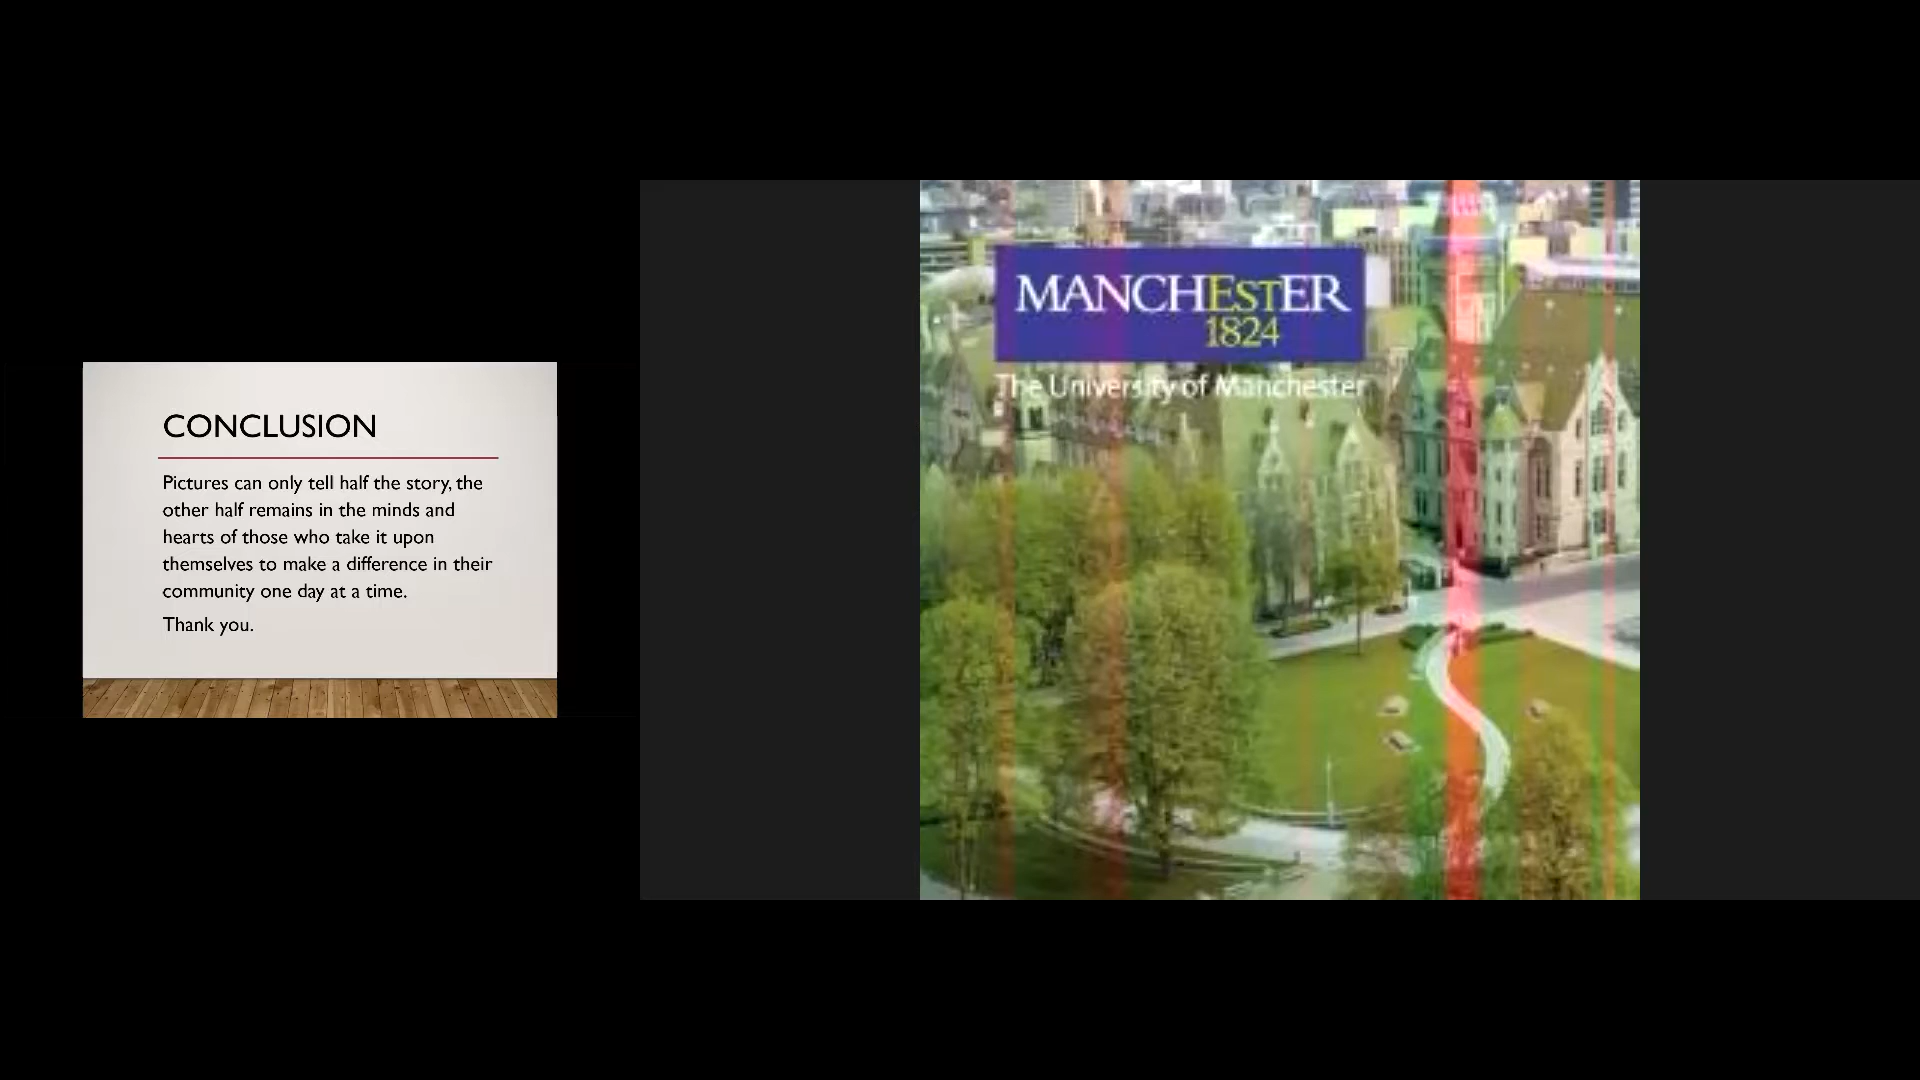 CONCLUSION
Pictures can only tell half the story, the
other half remains in the minds and
hearts of those who take it upon
themselves to make a difference in their
community one day at a time.
Thank you.
MANCHEStER
1824
The University of Manchester